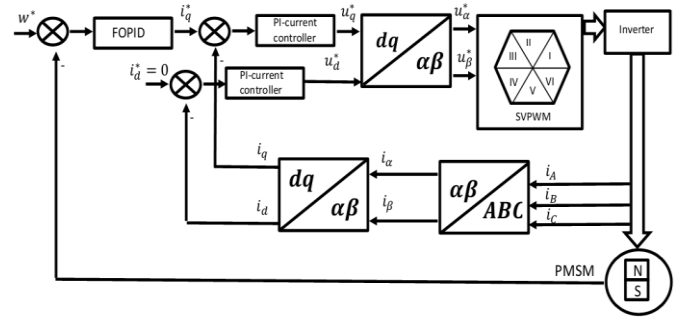 w*
FOPID
i*q
PI-current controller
u*q
dq
αβ
u*α
u*β
II
III
I
IV
VI
V
SVPWM
Inverter
-
-
i*d = 0
PI-current controller
u*d
-
iq
dq
αβ
id
iα
iβ
αβ
ABC
iA
iB
iC
PMSM
N
S